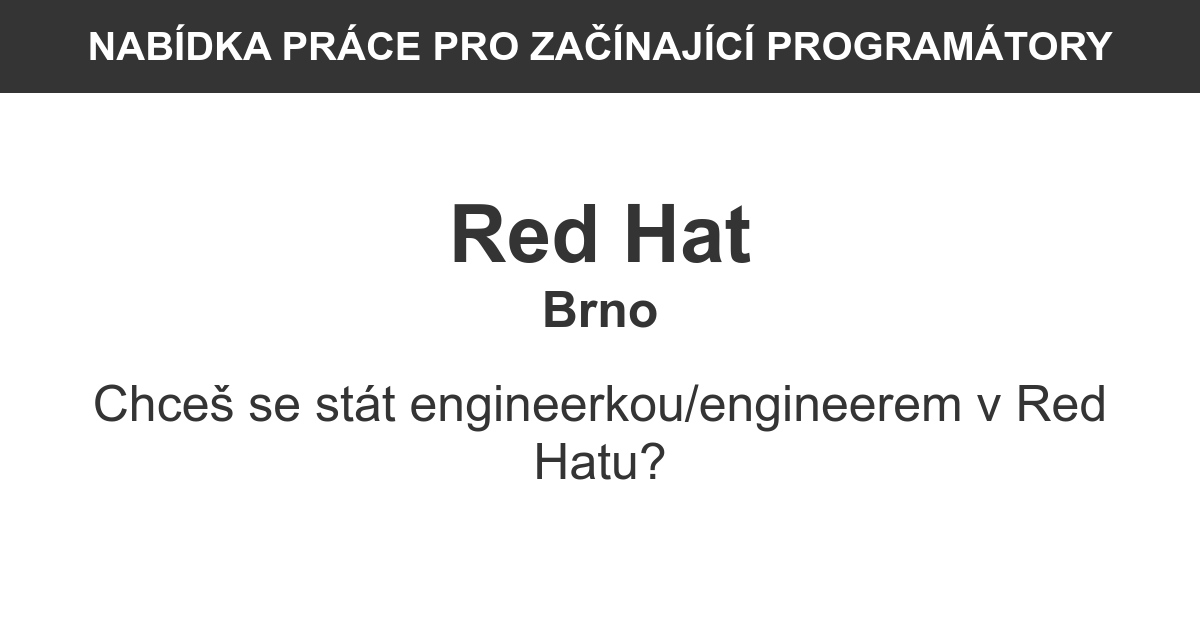 NABÍDKA PRÁCE PRO ZAČÍNAJÍCÍ PROGRAMÁTORY
Red Hat
Brno
Chceš se stát engineerkou/engineerem v Red
Hatu?